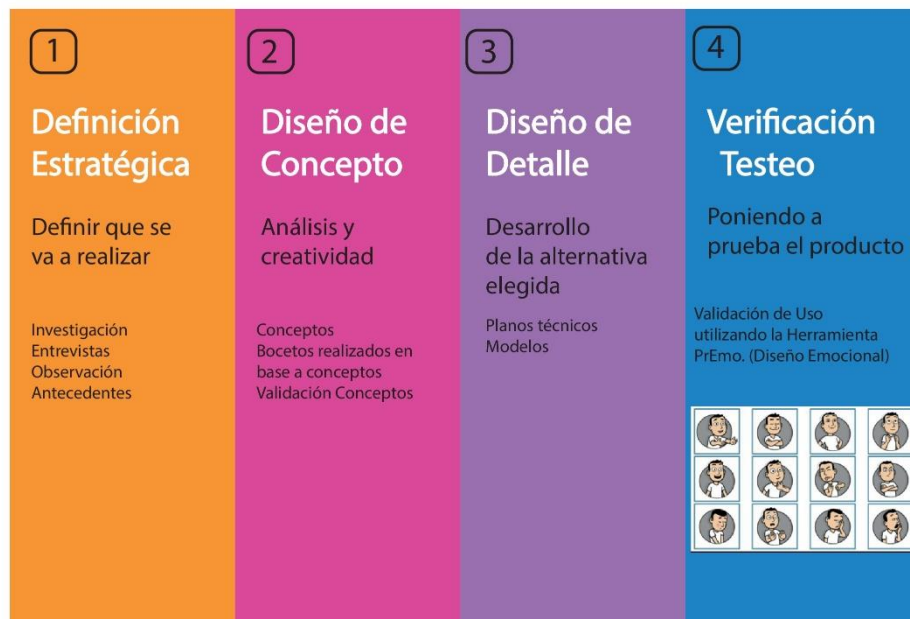 1
Definición
Estratégica
Definir que se
va a realizar
Investigación
Entrevistas
Observación
Antecedentes
2
Diseño de
Concepto
Análisis y
creatividad
Conceptos
Bocetos realizados en
base a conceptos
Validación Conceptos
3
Diseño de
Detalle
Desarrollo
de la alternativa
elegida
Planos técnicos
Modelos
4
Verificación
Testeo
Poniendo a
prueba el producto
Validación de Uso
utilizando la Herramienta
PrEmo. (Diseño Emocional)